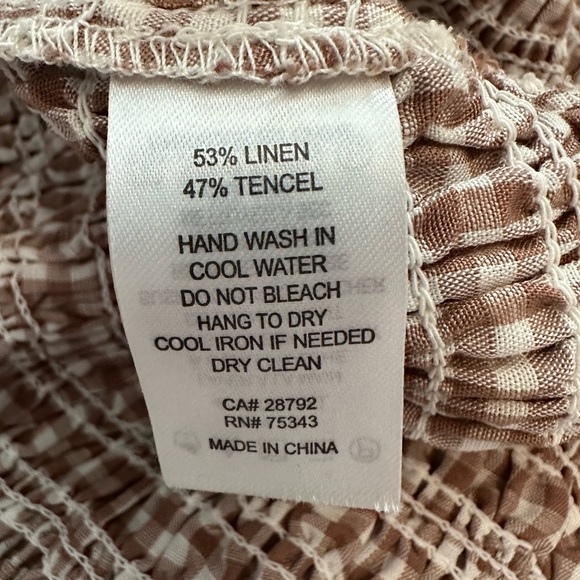 53% LINEN
47% TENCEL
HAND WASH IN
COOL WATER
DO NOT BLEACH
HANG TO DRY
COOL IRON IF NEEDED
DRY CLEAN
CA# 28792
RN# 75343
MADE IN CHINA